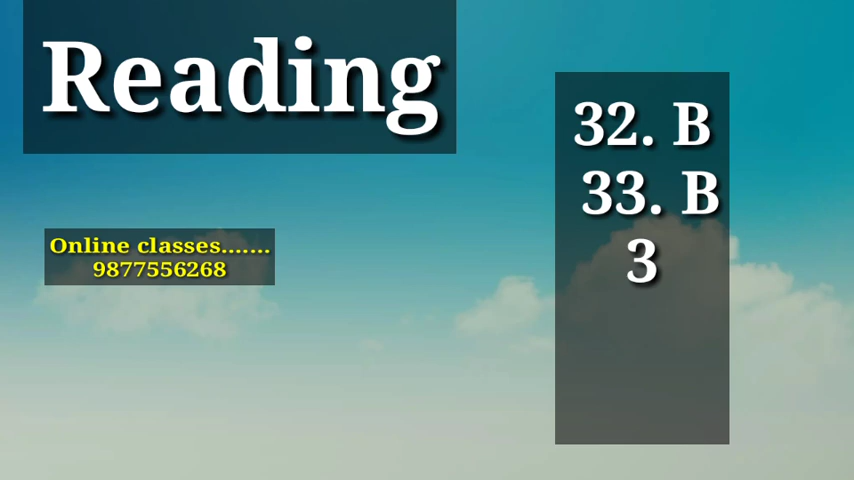 Reading
Online classes.......
9877556268
32. B
33. B
3